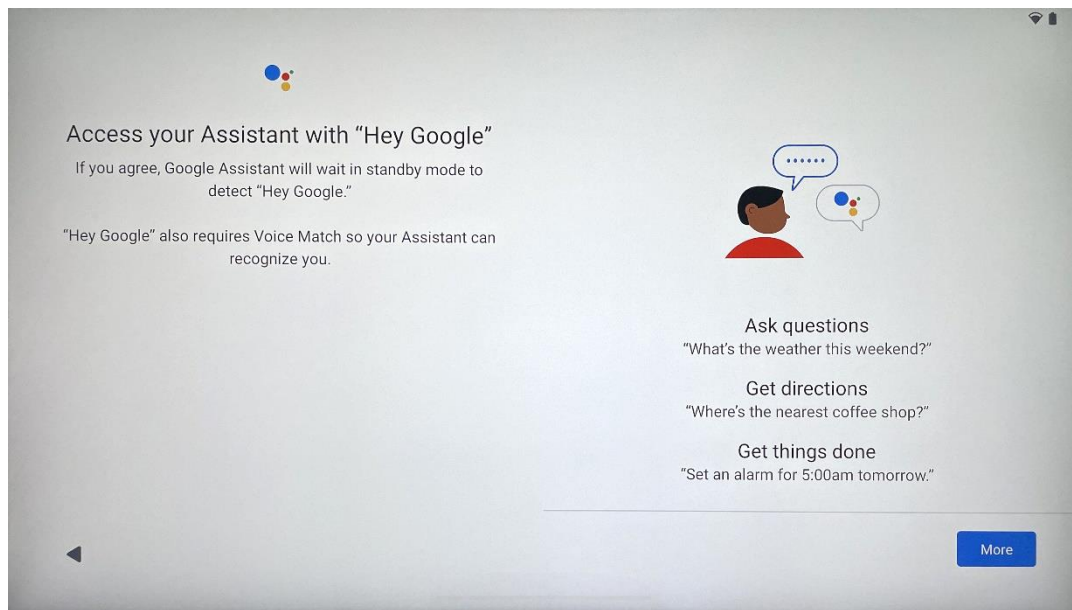 Access your Assistant with “Hey Google”
If you agree, Google Assistant will wait in standby mode to
detect “Hey Google.”
“Hey Google” also requires Voice Match so your Assistant can
recognize you.
Ask questions
“What’s the weather this weekend?”
Get directions
“Where’s the nearest coffee shop?”
Get things done
“Set an alarm for 5:00am tomorrow.”
More